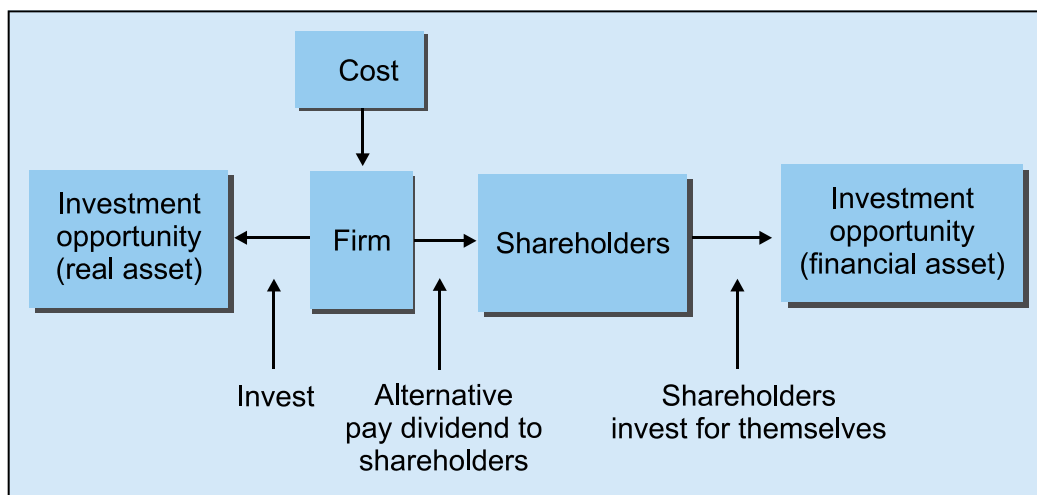 Cost
Investment
opportunity
(real asset)
Firm
Shareholders
Investment
opportunity
(financial asset)
Invest
Alternative
pay dividend to
shareholders
Shareholders
invest for themselves